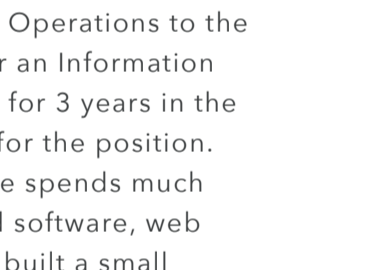 Operations to the
r an Information
for 3 years in the
for the position.
e spends much
software, web
built a small